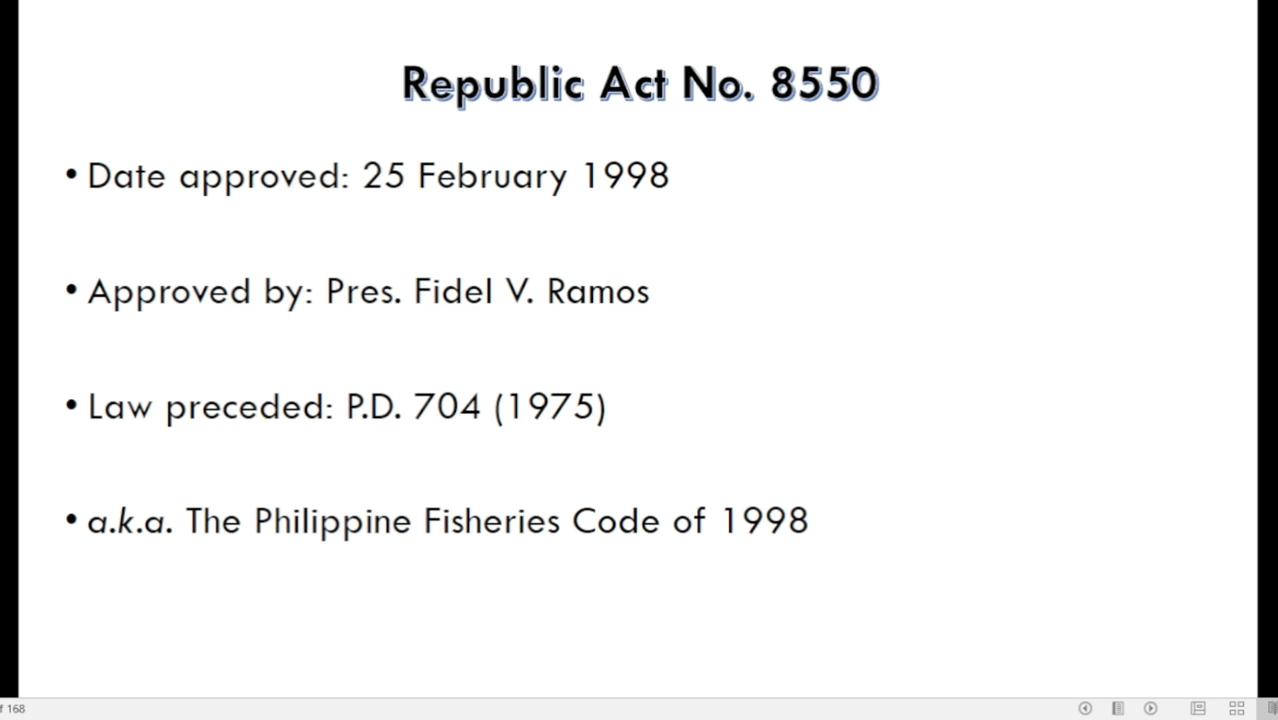 Republic Act No. 8550
• Date approved: 25 February 1998
• Approved by: Pres. Fidel V. Ramos
• Law preceded: P.D. 704 (1975)
• a.k.a. The Philippine Fisheries Code of 1998
168